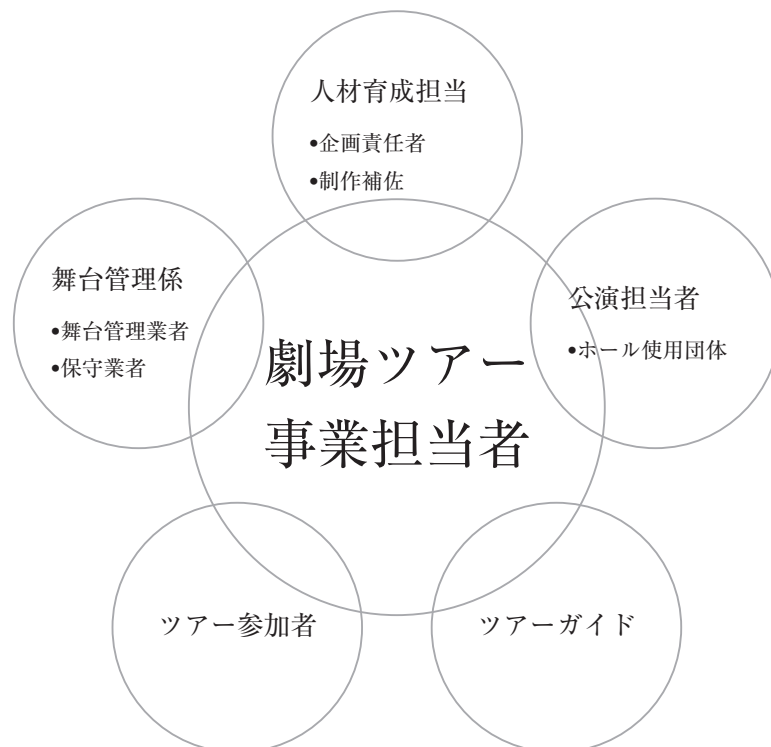 人材育成担当
•企画責任者
•制作補佐
舞台管理係
•舞台管理業者
•保守業者
公演担当者
•ホール使用団体
劇場ツアー
事業担当者
ツアー参加者
ツアーガイド